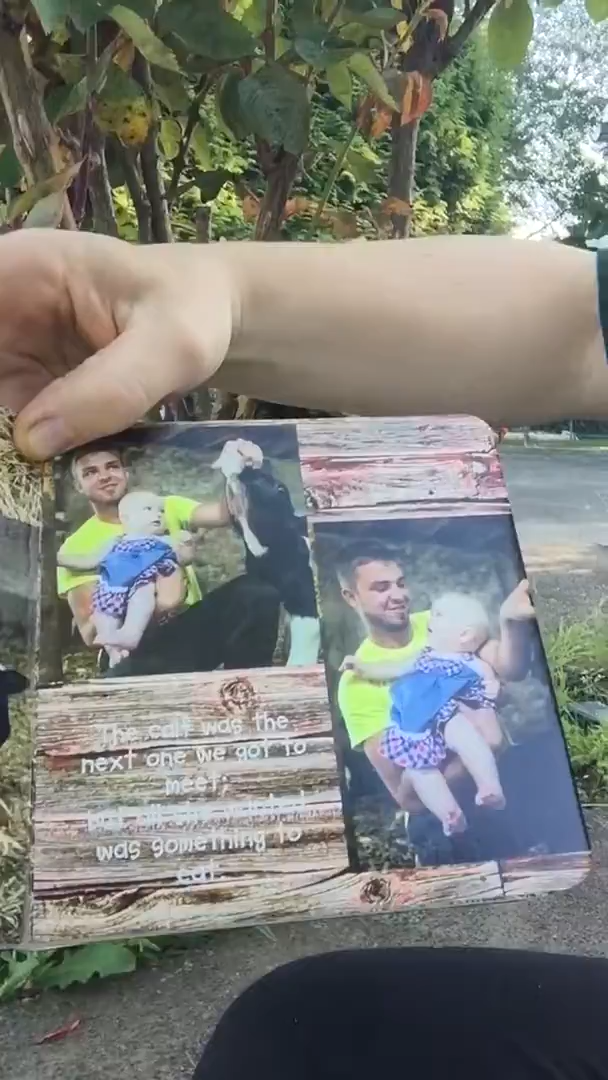 The calf was the
next one we got to
meet;
was something to
eat.